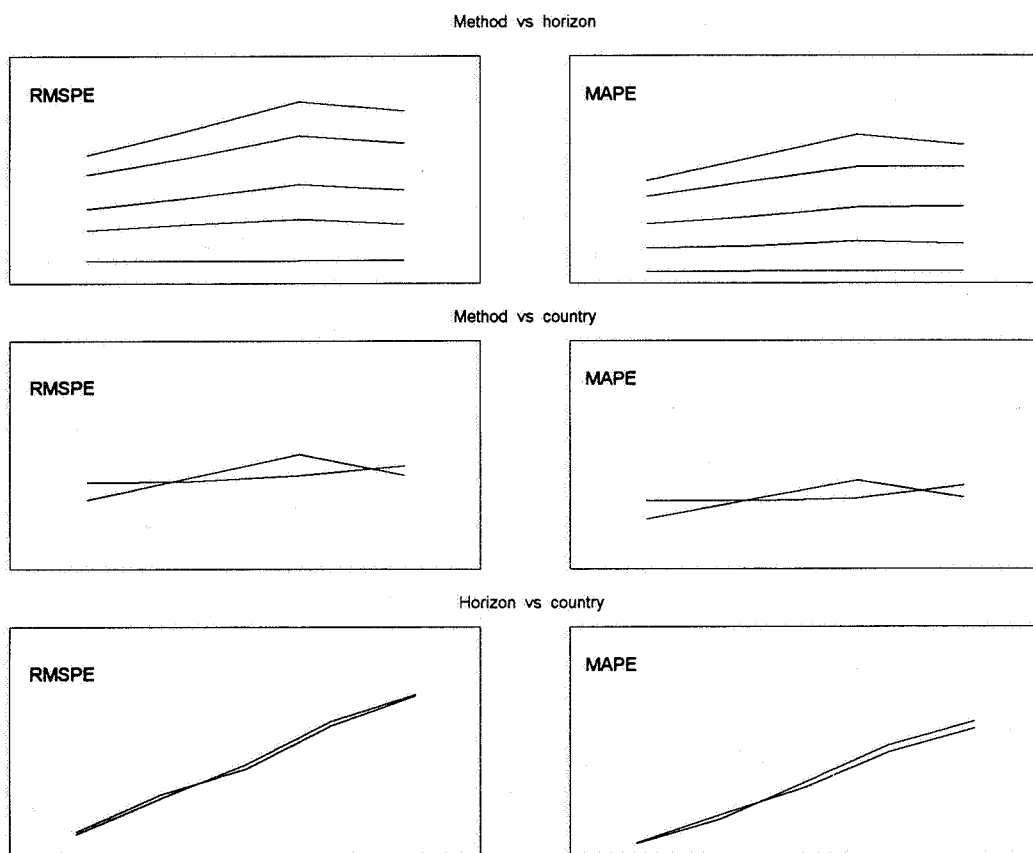 Method vs horizon
RMSPE
MAPE
Method vs country
RMSPE
MAPE
Horizon vs country
RMSPE
MAPE